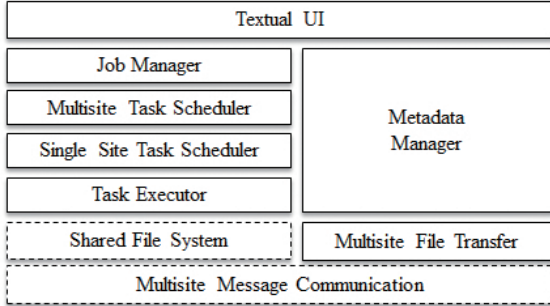 Textual UI
Job Manager
Multisite Task Scheduler
Single Site Task Scheduler
Task Executor
Metadata
Manager
Shared File System
Multisite File Transfer
Multisite Message Communication